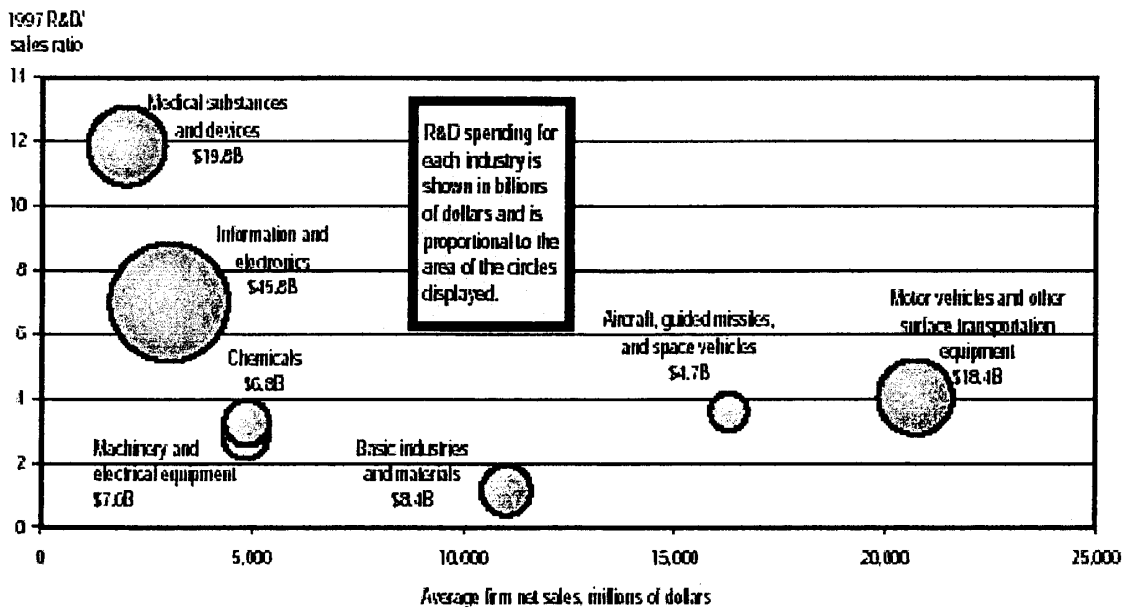 1997 R&D/
sales ratio
14
12
10
8
6
4
2
0
Medical substances
and devices
$19.8B
Information and
electronics
$45.8B
Chemicals
$6.8B
Machinery and
electrical equipment
$7.0B
Basic industries
and materials
$8.4B
R&D spending for
each industry is
shown in billions
of dollars and is
proportional to the
area of the circles
displayed.
Aircraft, guided missiles,
and space vehicles
$4.7B
Motor vehicles and other
surface transportation
equipment
$18.4B
0
5,000
10,000
15,000
20,000
25,000
Average firm net sales, millions of dollars